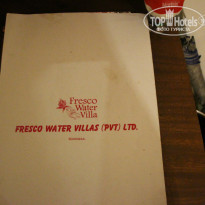 TOP HOTELS
Fresco
Water
Villa
FRESCO WATER VILLAS (PVT) LTD.